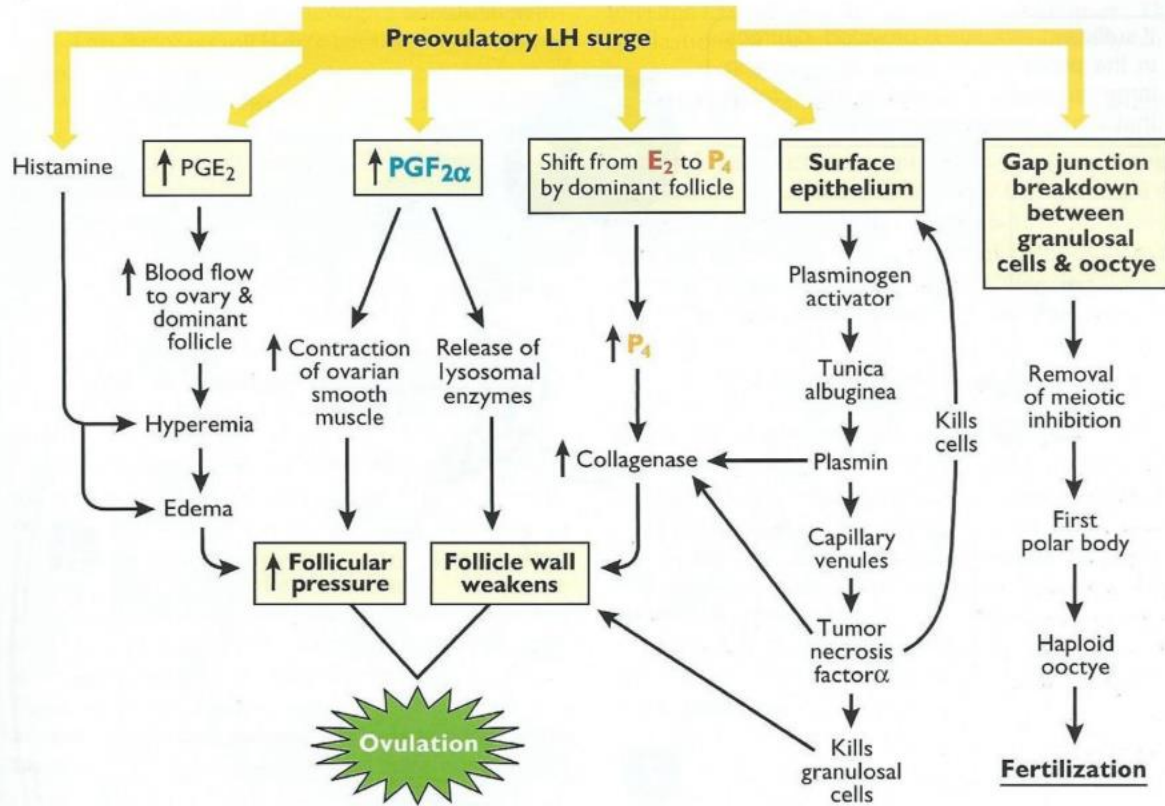 Preovulatory LH surge
Histamine
↑ PGE₂
↑ PGF₂α
Shift from E₂ to P₄
by dominant follicle
Surface
epithelium
Gap junction
breakdown
between
granulosal
cells & ooctye
↑ Blood flow
to ovary &
dominant
follicle
Hyperemia
Edema
↑ Contraction
of ovarian
smooth
muscle
Release of
lysosomal
enzymes
↑ P₄
↑ Collagenase
Plasminogen
activator
Tunica
albuginea
Plasmin
Capillary
venules
Tumor
necrosis
factorα
Kills
granulosal
cells
Kills
cells
Removal
of meiotic
inhibition
First
polar body
Haploid
ooctye
Fertilization
↑ Follicular
pressure
Follicle wall
weakens
Ovulation